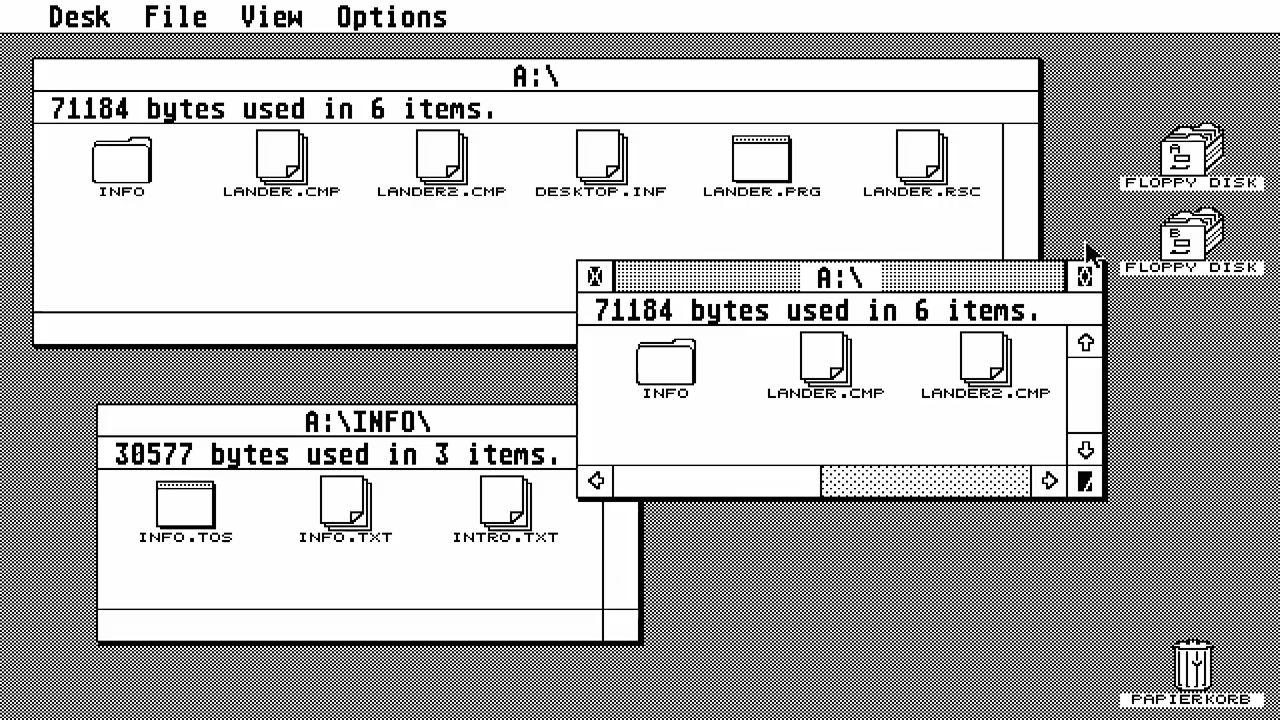 Desk File View Options
A:\
71184 bytes used in 6 items.
INFO LANDER.CMP LANDER2.CMP DESKTOP.INF LANDER.PRG LANDER.RSC
A
FLOPPY DISK
B
FLOPPY DISK
A:\
71184 bytes used in 6 items.
INFO LANDER.CMP LANDER2.CMP
A:\INFO\
30577 bytes used in 3 items.
INFO.TOS INFO.TXT INTRO.TXT
PAPIERKORB